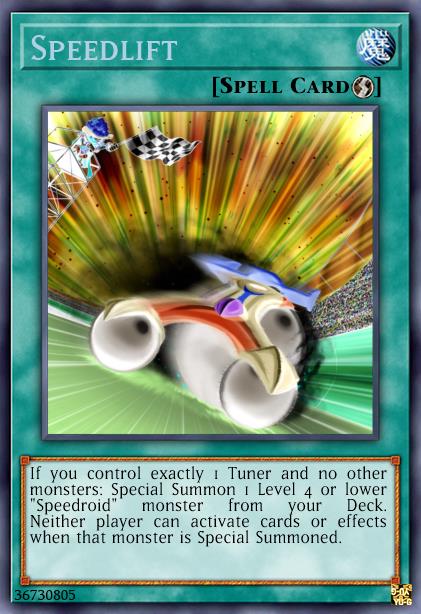 Speedlift
魔
[Spell Card]
If you control exactly 1 Tuner and no other
monsters: Special Summon 1 Level 4 or lower
"Speedroid" monster from your Deck.
Neither player can activate cards or effects
when that monster is Special Summoned.
36730805